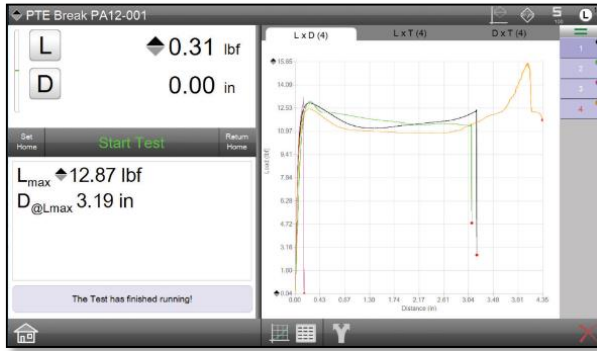 PTE Break PA12-001
L
0.31 lbf
D
0.00 in
Set Home
Start Test
Return Home
Lmax 12.87 lbf
D@Lmax 3.19 in
The Test has finished running!
L x D (4)
L x T (4)
D x T (4)
15.65
14.09
12.53
10.97
9.41
7.84
6.28
4.72
3.16
1.60
0.04
Load (lbf)
0.00 0.43 0.87 1.30 1.74 2.17 2.61 3.04 3.48 3.91 4.35
Distance (in)
1
2
3
4
L